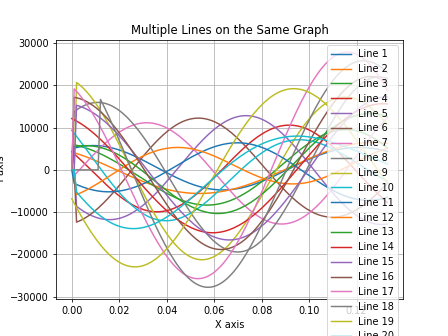 Multiple Lines on the Same Graph
30000
20000
10000
0
−10000
−20000
−30000
0.00
0.02
0.04
0.06
0.08
0.10
X axis
axis
Line 1
Line 2
Line 3
Line 4
Line 5
Line 6
Line 7
Line 8
Line 9
Line 10
Line 11
Line 12
Line 13
Line 14
Line 15
Line 16
Line 17
Line 18
Line 19
Line 20